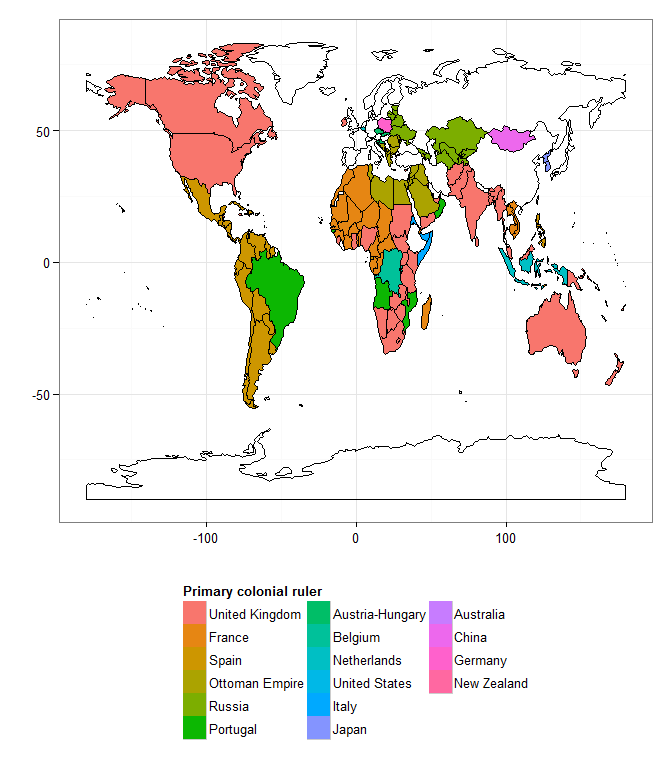 50
0
-50
-100 0 100
Primary colonial ruler
United Kingdom Austria-Hungary Australia
France Belgium China
Spain Netherlands Germany
Ottoman Empire United States New Zealand
Russia Italy
Portugal Japan